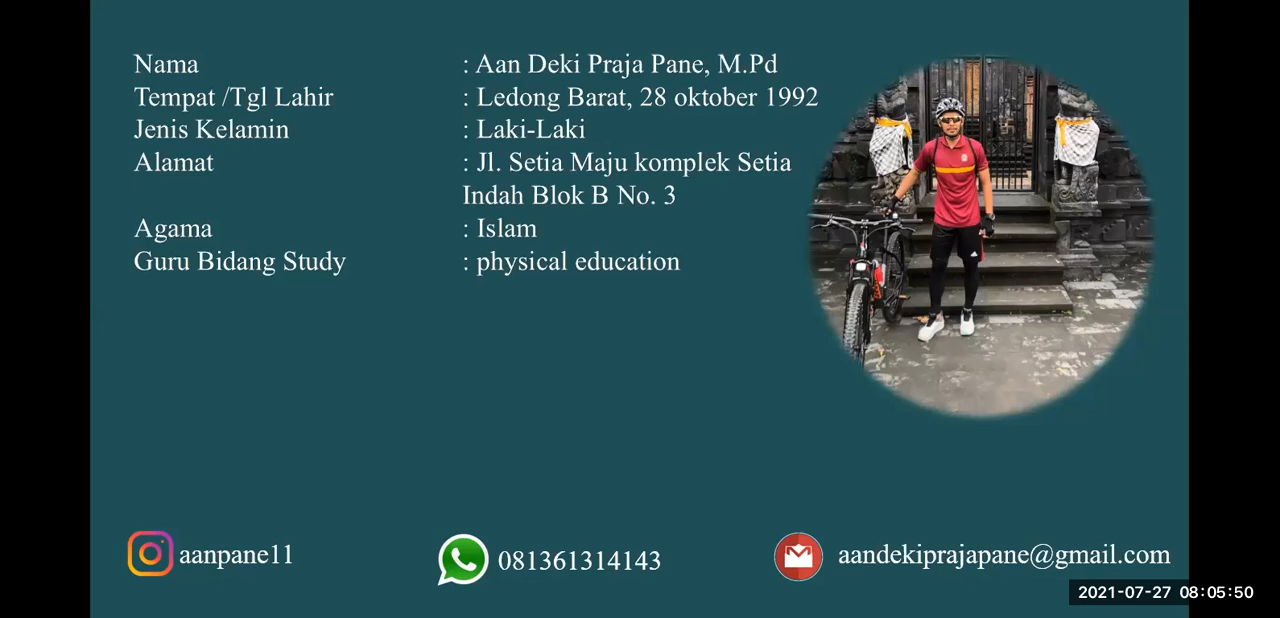 Nama : Aan Deki Praja Pane, M.Pd
Tempat /Tgl Lahir : Ledong Barat, 28 oktober 1992
Jenis Kelamin : Laki-Laki
Alamat : Jl. Setia Maju komplek Setia
Indah Blok B No. 3
Agama : Islam
Guru Bidang Study : physical education
aanpane11
081361314143
aandekiprajapane@gmail.com
2021-07-27 08:05:50